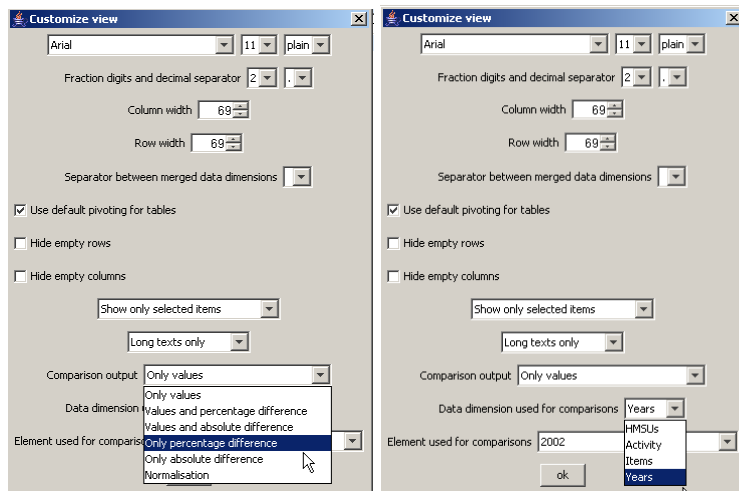 Customize view
Arial 11 plain
Fraction digits and decimal separator 2 .
Column width 69
Row width 69
Separator between merged data dimensions
Use default pivoting for tables
Hide empty rows
Hide empty columns
Show only selected items
Long texts only
Comparison output Only values
Only values
Data dimension
Values and percentage difference
Values and absolute difference
Element used for comparis
Only percentage difference
Only absolute difference
Normalisation
Customize view
Arial 11 plain
Fraction digits and decimal separator 2 .
Column width 69
Row width 69
Separator between merged data dimensions
Use default pivoting for tables
Hide empty rows
Hide empty columns
Show only selected items
Long texts only
Comparison output Only values
Data dimension used for comparisons Years
HMSUs
Element used for comparisons 2002
Activity
Items
ok
Years